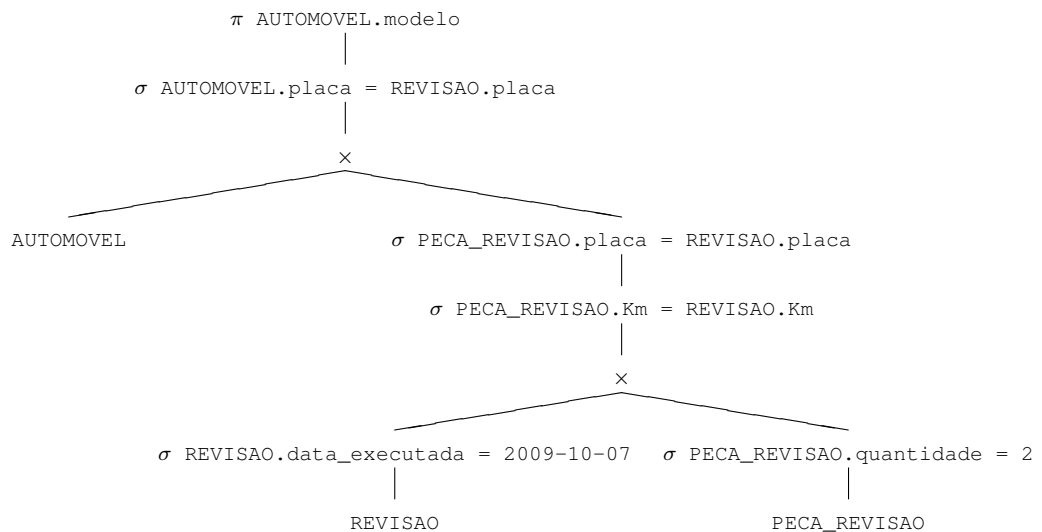 π AUTOMOVEL.modelo
σ AUTOMOVEL.placa = REVISAO.placa
×
AUTOMOVEL σ PECA_REVISAO.placa = REVISAO.placa
σ PECA_REVISAO.Km = REVISAO.Km
×
σ REVISAO.data_executada = 2009-10-07 σ PECA_REVISAO.quantidade = 2
REVISAO PECA_REVISAO